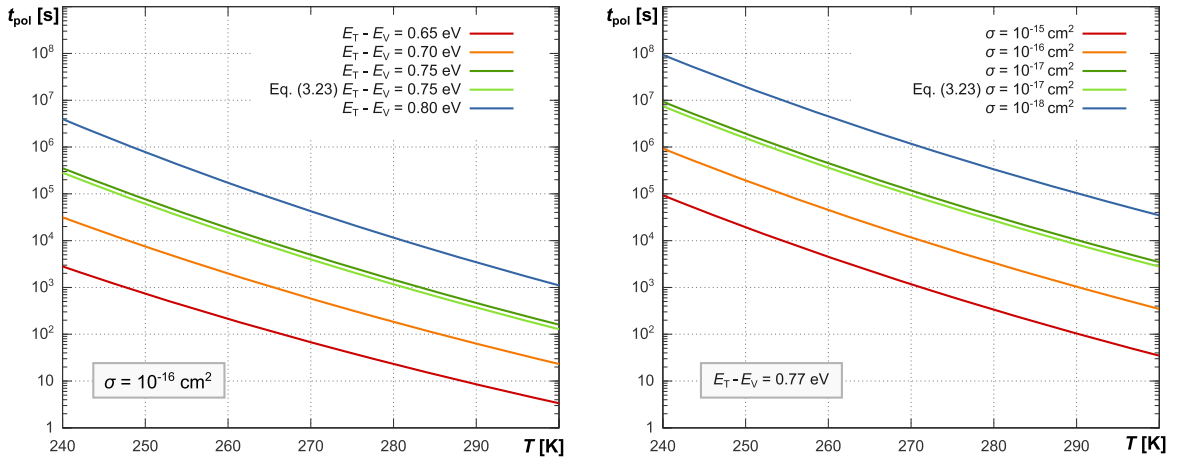 t_pol [s]
10^8
10^7
10^6
10^5
10^4
10^3
10^2
10
1
240 250 260 270 280 290
T [K]
E_T - E_V = 0.65 eV
E_T - E_V = 0.70 eV
E_T - E_V = 0.75 eV
Eq. (3.23) E_T - E_V = 0.75 eV
E_T - E_V = 0.80 eV
σ = 10^-16 cm^2
t_pol [s]
10^8
10^7
10^6
10^5
10^4
10^3
10^2
10
1
240 250 260 270 280 290
T [K]
σ = 10^-15 cm^2
σ = 10^-16 cm^2
σ = 10^-17 cm^2
Eq. (3.23) σ = 10^-17 cm^2
σ = 10^-18 cm^2
E_T - E_V = 0.77 eV